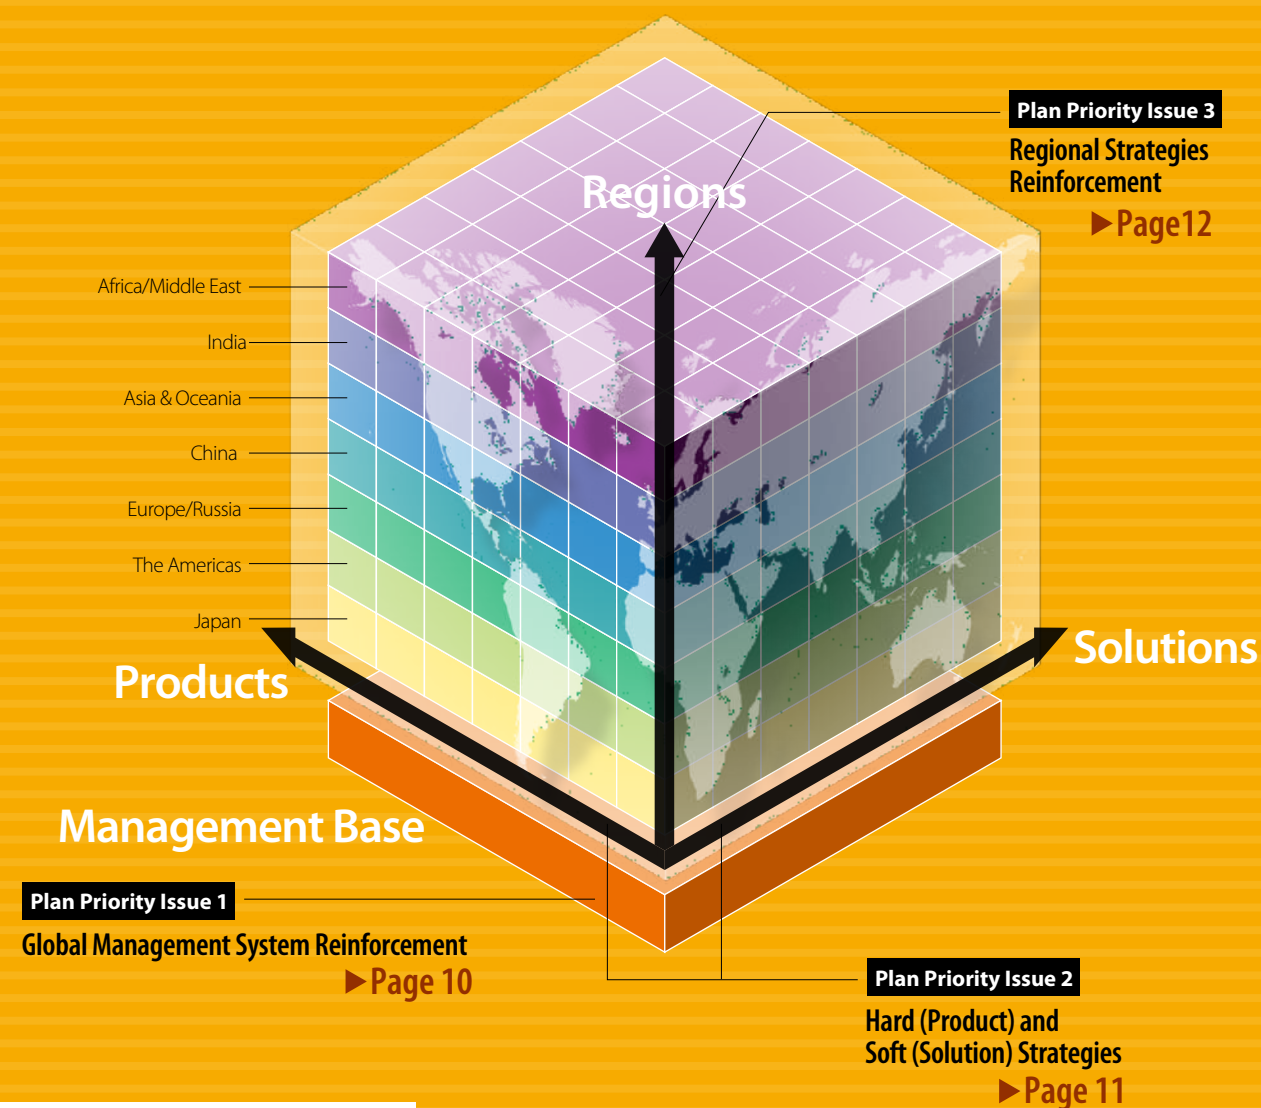 Plan Priority Issue 3
Regional Strategies
Reinforcement
▶Page12
Regions
Africa/Middle East
India
Asia & Oceania
China
Europe/Russia
The Americas
Japan
Products
Solutions
Management Base
Plan Priority Issue 1
Global Management System Reinforcement
▶Page 10
Plan Priority Issue 2
Hard (Product) and
Soft (Solution) Strategies
▶Page 11